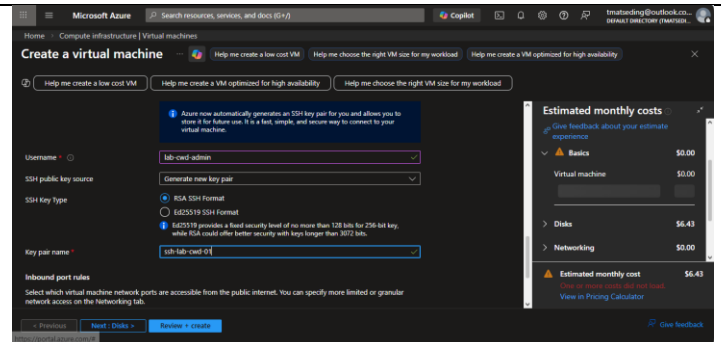 Microsoft Azure
Search resources, services, and docs (G+/)
Copilot
tmatseding@outlook.co...
DEFAULT DIRECTORY (TMATSEDI...
Home > Compute infrastructure | Virtual machines
Create a virtual machine ...
Help me create a low cost VM
Help me choose the right VM size for my workload
Help me create a VM optimized for high availability
Help me create a low cost VM
Help me create a VM optimized for high availability
Help me choose the right VM size for my workload
Azure now automatically generates an SSH key pair for you and allows you to
store it for future use. It is a fast, simple, and secure way to connect to your
virtual machine.
Username *
lab-cwd-admin
SSH public key source
Generate new key pair
SSH Key Type
RSA SSH Format
Ed25519 SSH Format
Ed25519 provides a fixed security level of no more than 128 bits for 256-bit key,
while RSA could offer better security with keys longer than 3072 bits.
Key pair name *
ssh-lab-cwd-01
Inbound port rules
Select which virtual machine network ports are accessible from the public internet. You can specify more limited or granular
network access on the Networking tab.
< Previous
Next : Disks >
Review + create
https://portal.azure.com/#
Estimated monthly costs
Give feedback about your estimate
experience
Basics $0.00
Virtual machine $0.00
Disks $6.43
Networking $0.00
Estimated monthly cost $6.43
One or more costs did not load.
View in Pricing Calculator
Give feedback